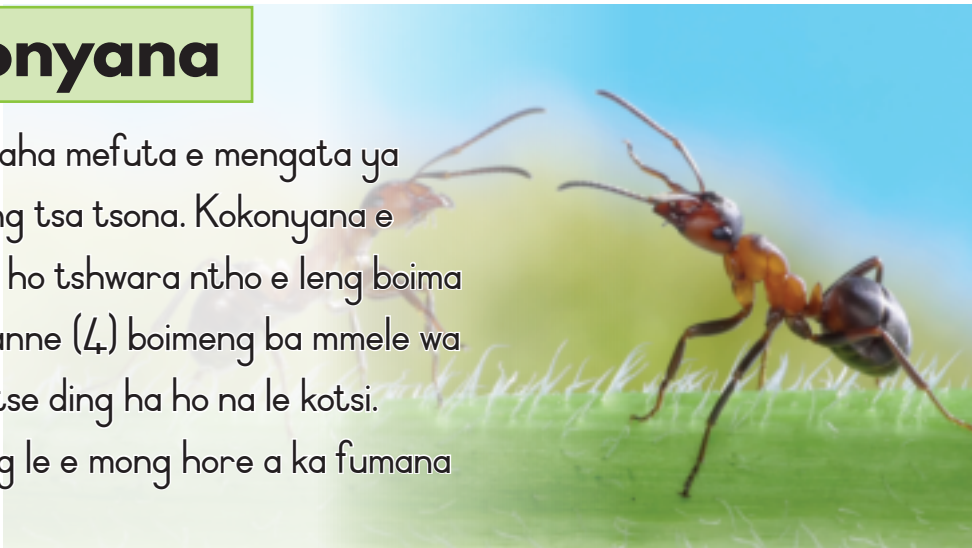 onyana
aha mefuta e mengata ya
ng tsa tsona. Kokonyana e
ho tshwara ntho e leng boima
anne (4) boimeng ba mmele wa
tse ding ha ho na le kotsi.
g le e mong hore a ka fumana